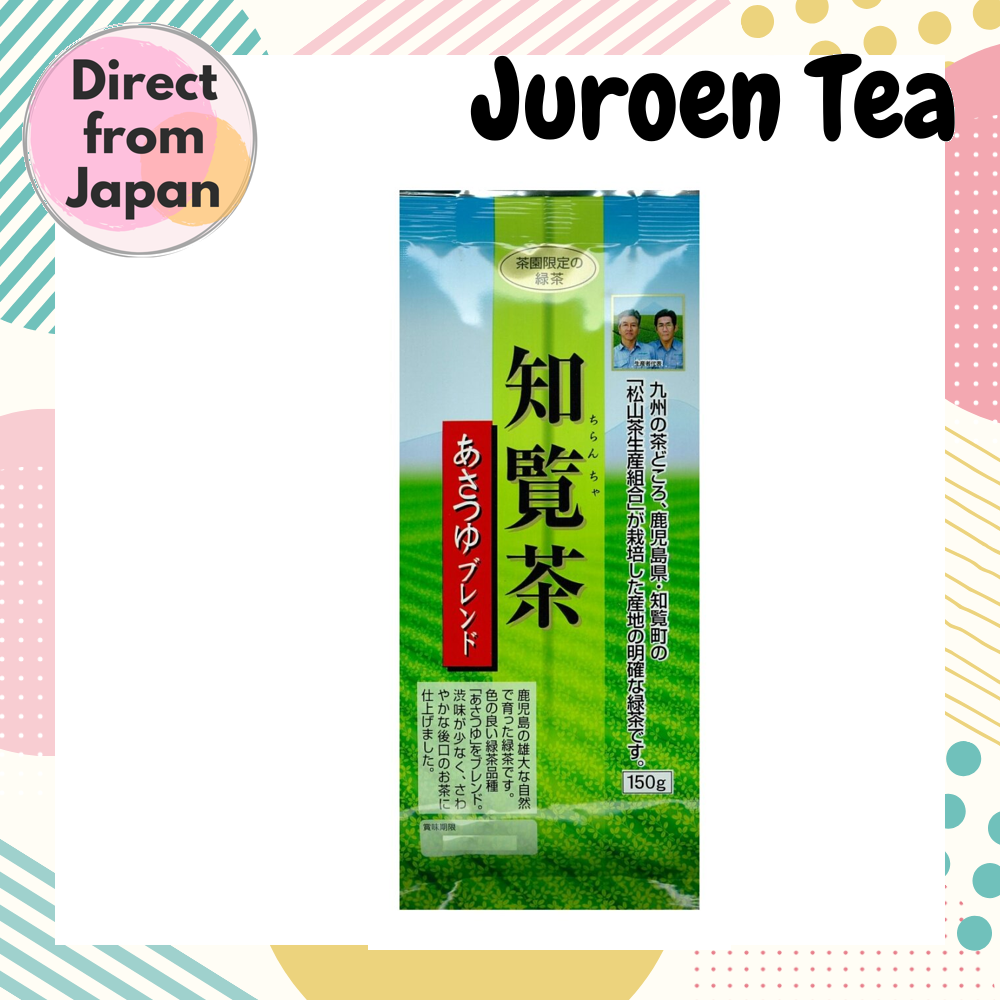 Direct
from
Japan
Juroen Tea
茶園限定の
緑茶
生産者代表
九州の茶どころ、鹿児島県・知覧町の
「松山茶生産組合」が栽培した産地の明確な緑茶です。
知覧茶
ちらんちゃ
あさつゆブレンド
150g
鹿児島の雄大な自然
で育った緑茶です。
色の良い緑茶品種
「あさつゆ」をブレンド。
渋味が少なく、さわ
やかな後口のお茶に
仕上げました。
賞味期限